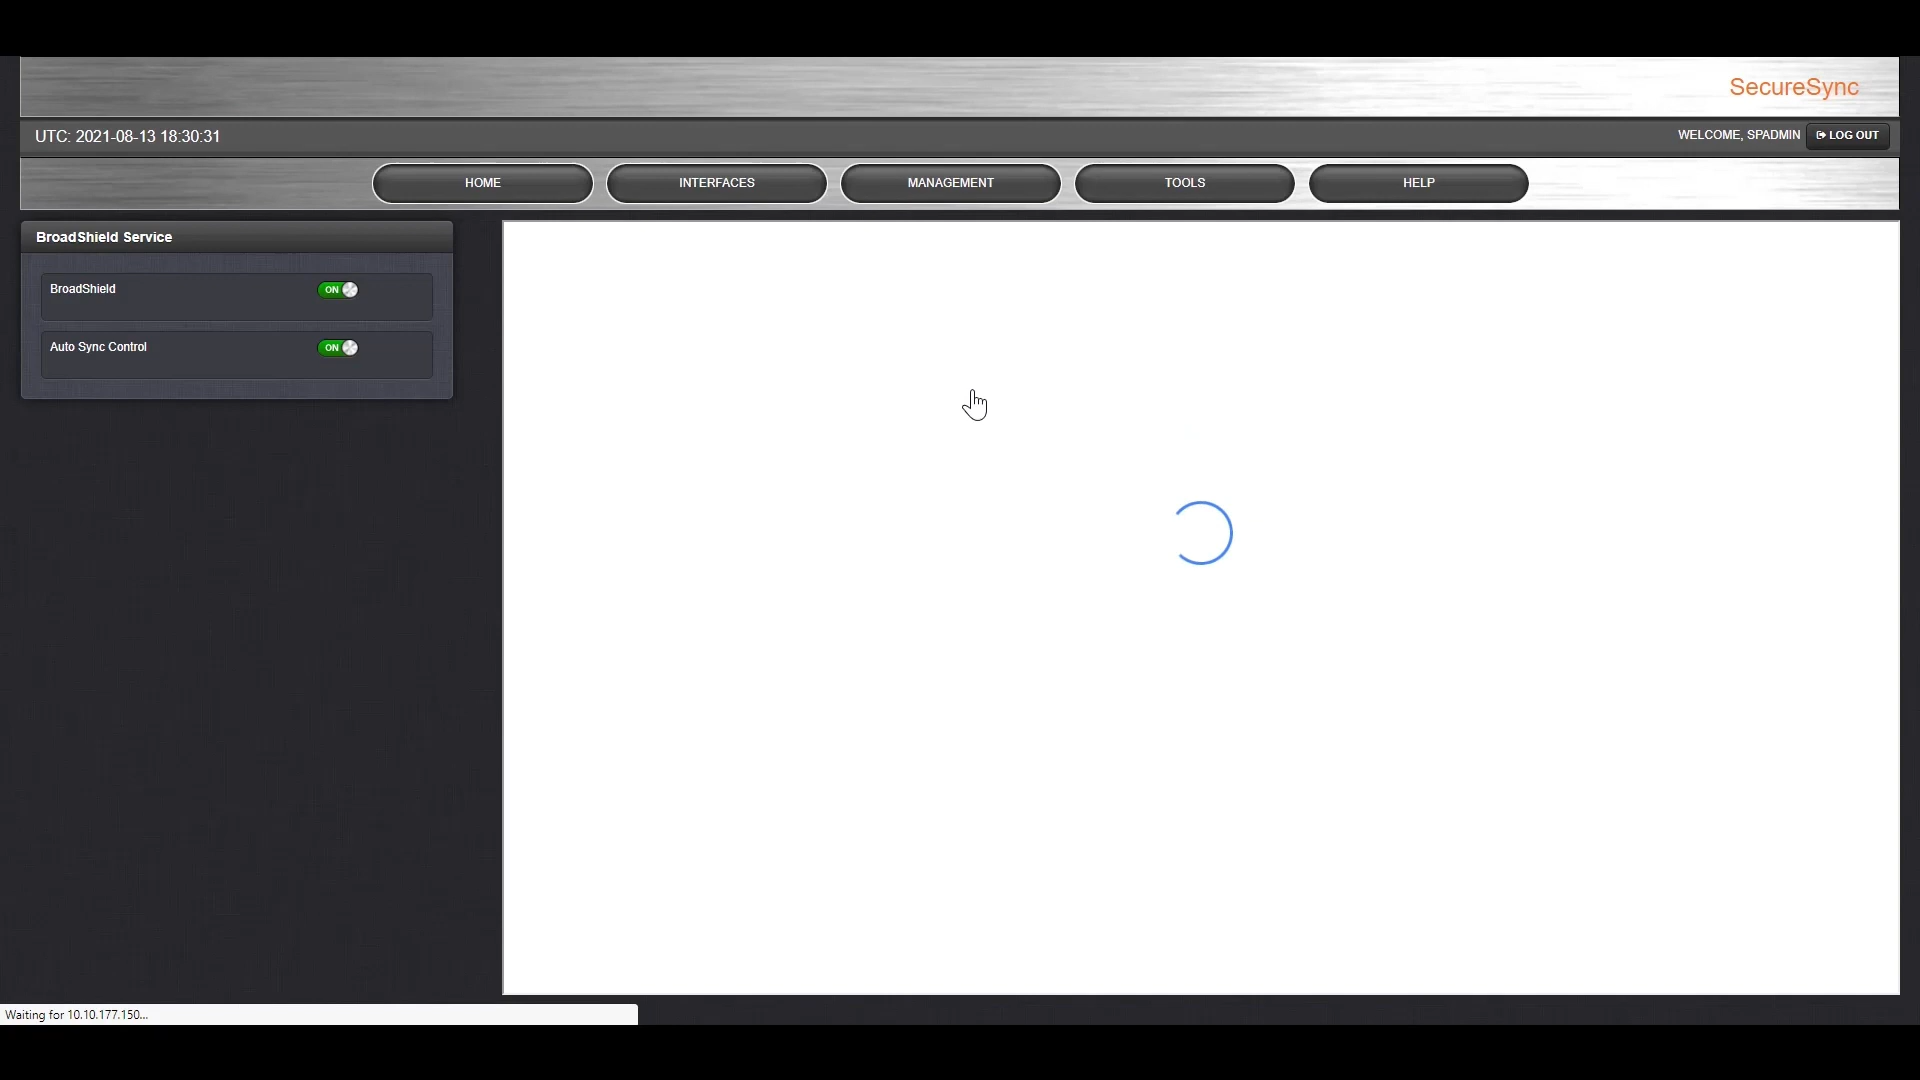 SecureSync
UTC: 2021-08-13 18:30:31
WELCOME, SPADMIN
LOG OUT
HOME
INTERFACES
MANAGEMENT
TOOLS
HELP
BroadShield Service
BroadShield
ON
Auto Sync Control
ON
Waiting for 10.10.177.150...